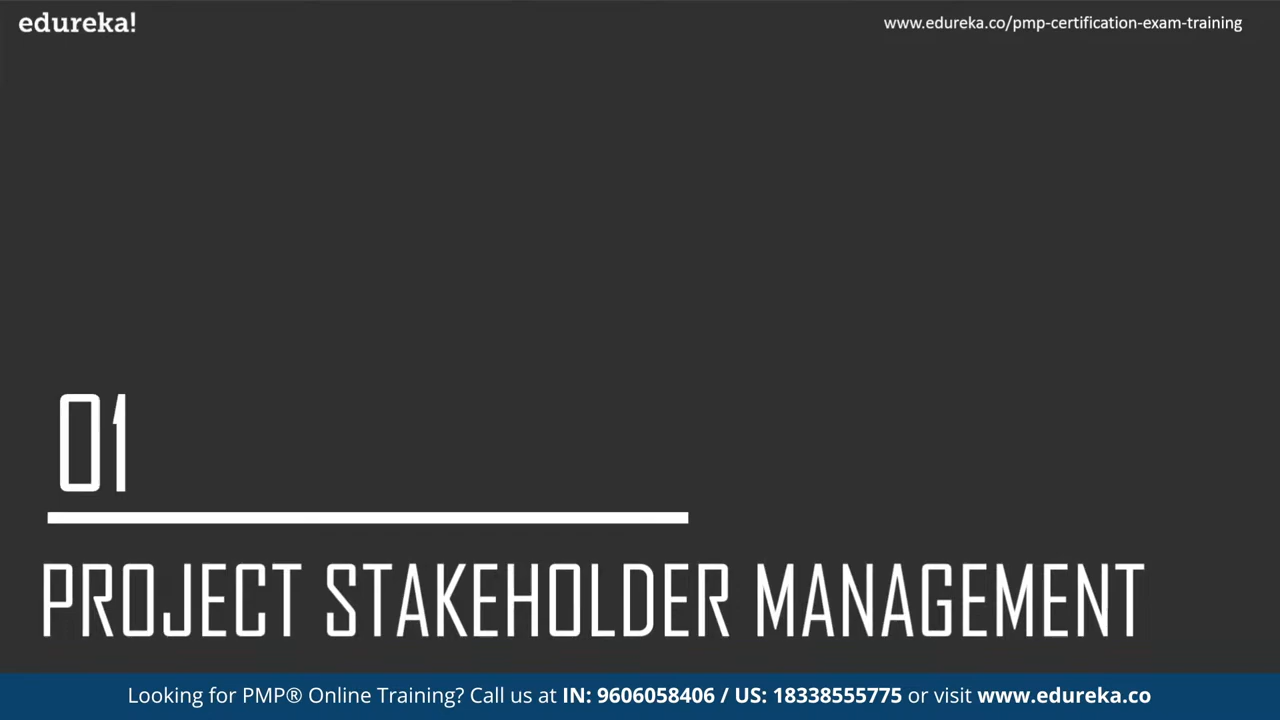 edureka!
www.edureka.co/pmp-certification-exam-training
01
PROJECT STAKEHOLDER MANAGEMENT
Looking for PMP® Online Training? Call us at IN: 9606058406 / US: 18338555775 or visit www.edureka.co